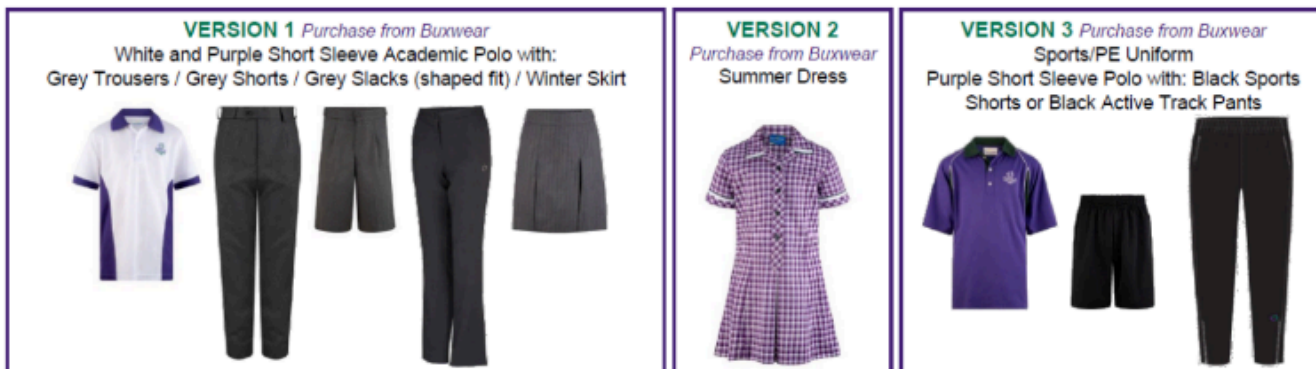 VERSION 1 Purchase from Buxwear
White and Purple Short Sleeve Academic Polo with:
Grey Trousers / Grey Shorts / Grey Slacks (shaped fit) / Winter Skirt
VERSION 2
Purchase from Buxwear
Summer Dress
VERSION 3 Purchase from Buxwear
Sports/PE Uniform
Purple Short Sleeve Polo with: Black Sports
Shorts or Black Active Track Pants